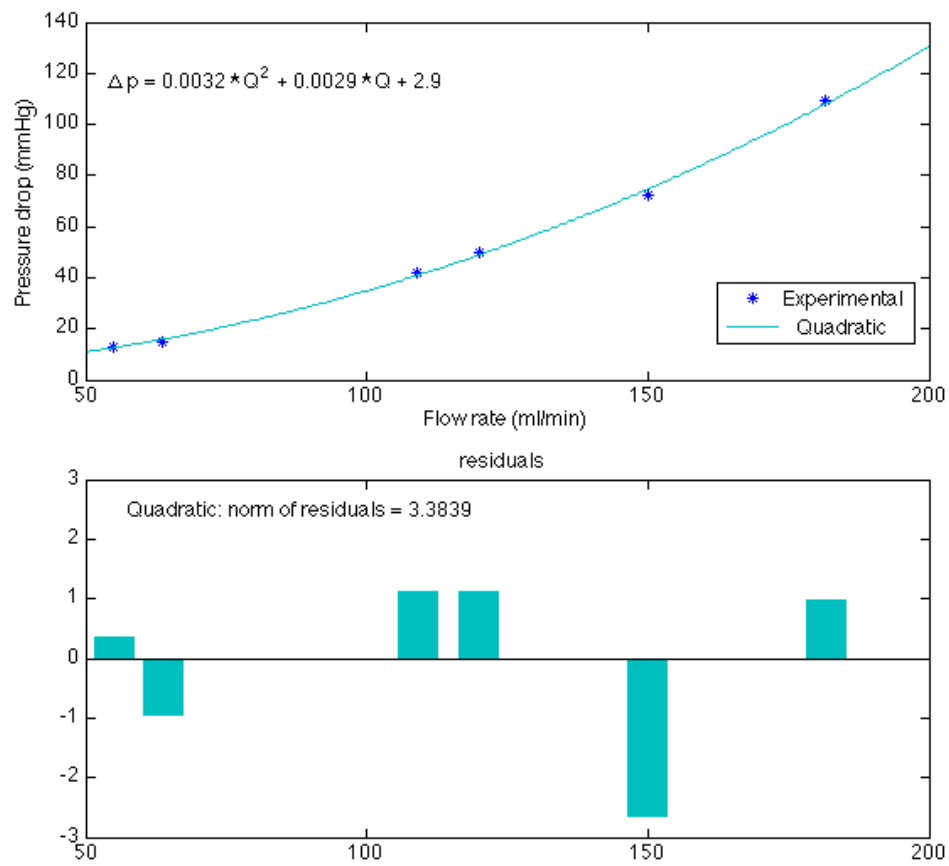 140
120
100
80
60
40
20
0
Pressure drop (mmHg)
Δp = 0.0032*Q² + 0.0029*Q + 2.9
Experimental
Quadratic
50 100 150 200
Flow rate (ml/min)
residuals
3
2
1
0
-1
-2
-3
Quadratic: norm of residuals = 3.3839
50 100 150 200